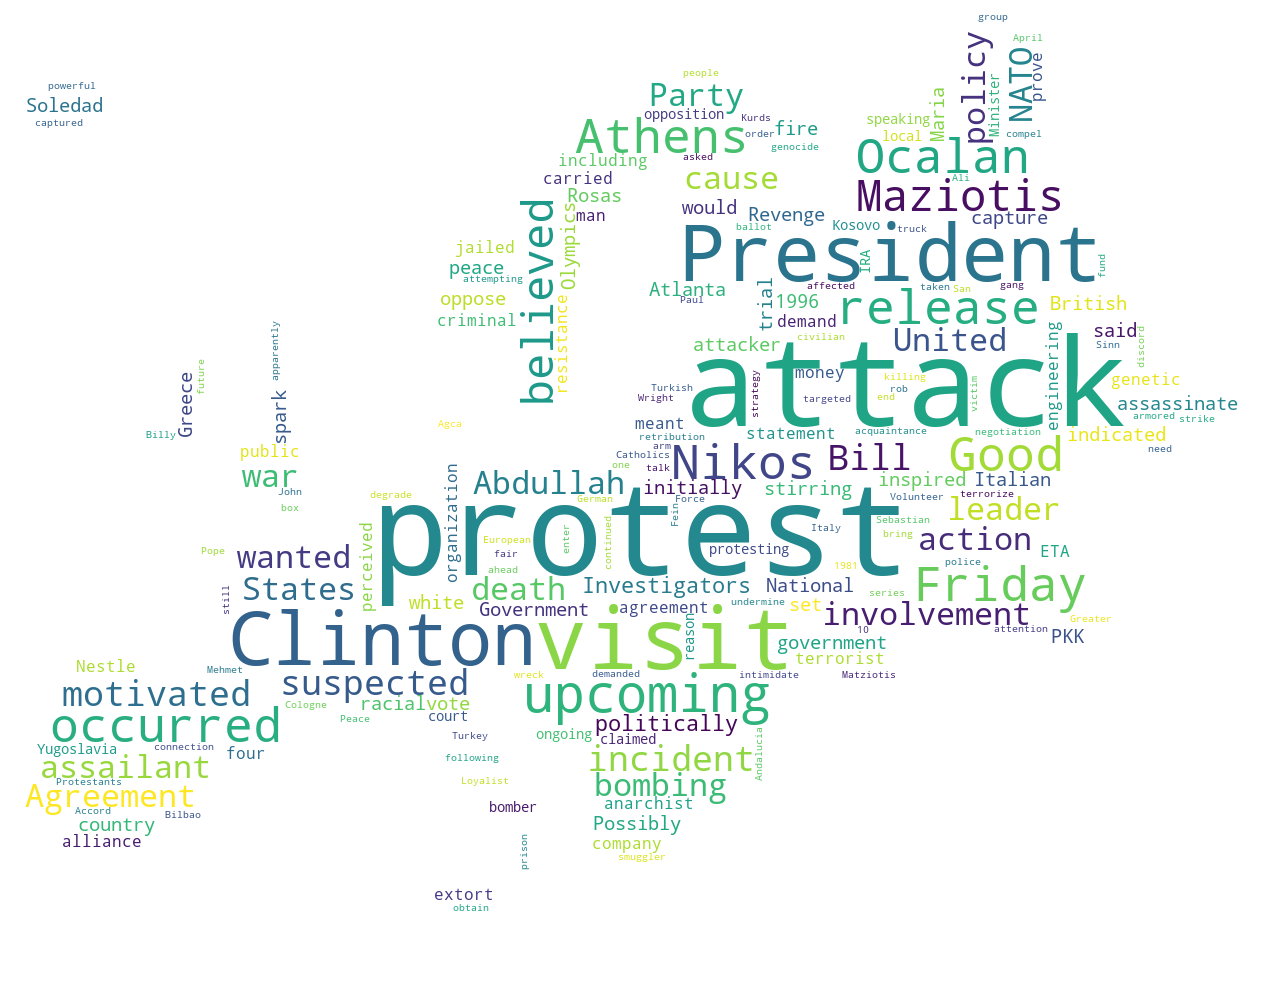 group
April
policy
NATO
prove
powerful
Soledad
captured
people
Party
opposition
Kurds
Athens
order
fire
genocide
asked
speaking
local
Maria
Minister
compel
including
carried
Rosas
man
cause
Ocalan
Ali
Maziotis
would
Revenge
ballot
Kosovo
truck
capture
believed
Olympics
jailed
peace
attempting
oppose
criminal
resistance
President
IRA
fund
Atlanta
Paul
trial
1996
demand
affected
taken
San
gang
release
British
attacker
civilian
United
engineering
said
Sinn
discord
apparently
future
Greece
Billy
spark
public
war
John
box
attack
Turkish
Wright
strategy
money
targeted
killing
rob
end
victim
genetic
assassinate
armored
strike
need
indicated
Agca
meant
retribution
arm
Catholics
one
talk
statement
acquaintance
negotiation
Nikos
Bill
Good
degrade
organization
Abdullah
German
initially
Force
Fein
stirring
inspired
Volunteer
Italian
terrorize
leader
protest
Sebastian
bring
Italy
action
ETA
Pope
wanted
perceived
European
fair
ahead
enter
continued
protesting
1981
police
States
still
white
death
Government
Investigators
agreement
undermine
National
set
series
Friday
Greater
involvement
10
attention
PKK
Clinton
visit
reason
government
terrorist
Matziotis
Nestle
Mehmet
motivated
suspected
wreck
demanded
intimidate
Cologne
racial
vote
Peace
court
upcoming
occurred
politically
claimed
ongoing
Turkey
Yugoslavia
connection
four
following
incident
Andalucia
assailant
Protestants
Loyalist
bombing
Agreement
Accord
Bilbao
bomber
anarchist
country
Possibly
alliance
company
smuggler
prison
extort
obtain